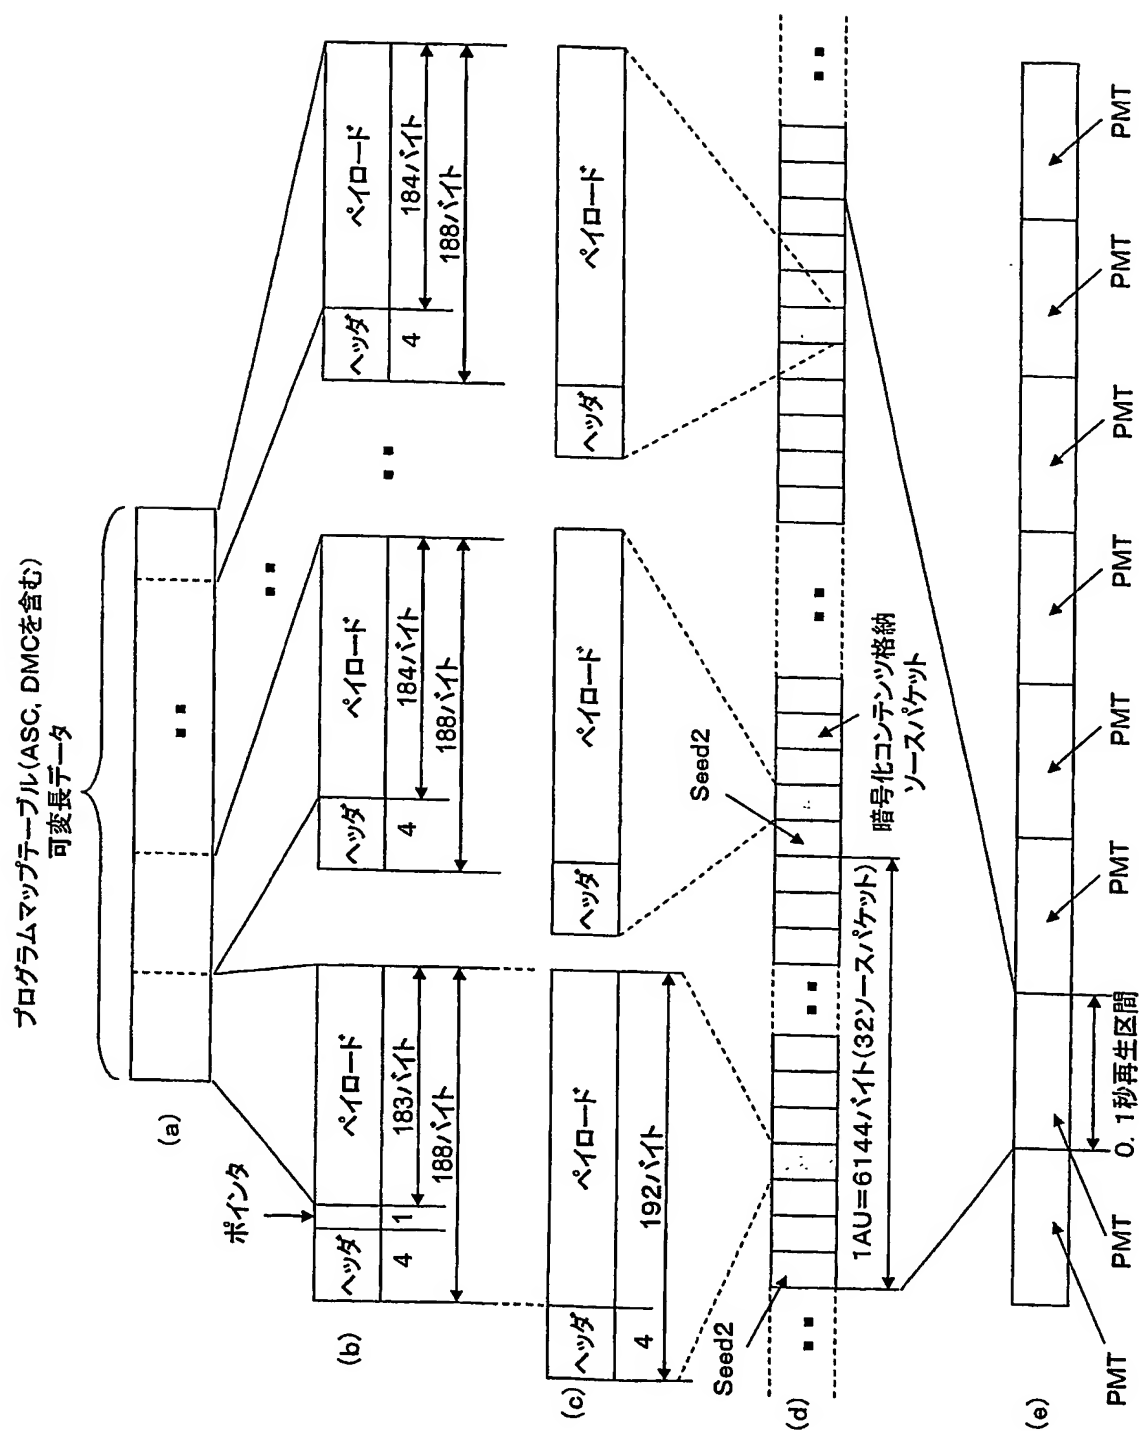 プログラムマップテーブル(ASC, DMCを含む)
可変長データ
(a)
ポインタ
(b)
ヘッダ
ペイロード
4
1
183バイト
188バイト
ヘッダ
ペイロード
4
184バイト
188バイト
ヘッダ
ペイロード
4
184バイト
188バイト
(c)
ヘッダ
ペイロード
4
192バイト
ヘッダ
ペイロード
ヘッダ
ペイロード
Seed2
Seed2
(d)
1AU=6144バイト(32ソースパケット)
暗号化コンテンツ格納
ソースパケット
(e)
0. 1秒再生区間
PMT
PMT
PMT
PMT
PMT
PMT
PMT
PMT